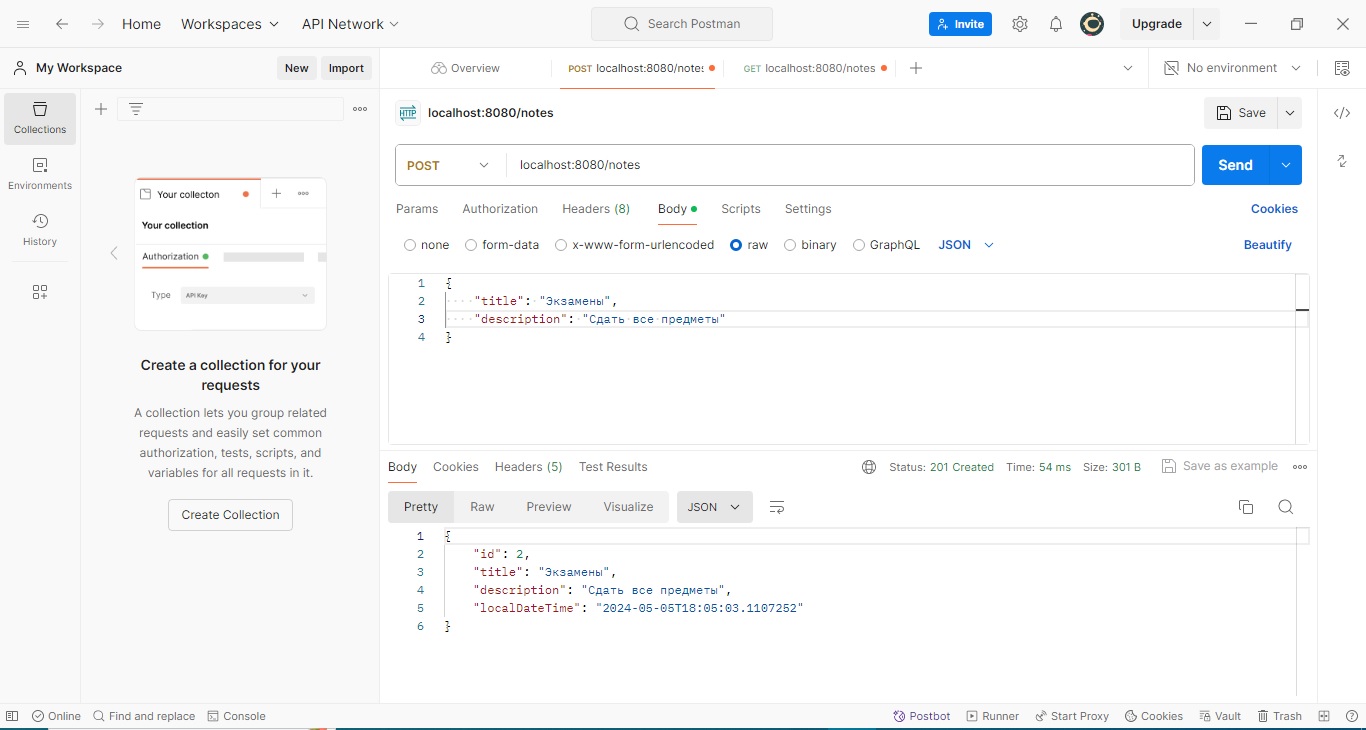 Home Workspaces API Network Search Postman Invite Upgrade
My Workspace New Import Overview POST localhost:8080/notes GET localhost:8080/notes No environment
Collections
Environments
History
Your collecton
Your collection
Authorization
Type API Key
Create a collection for your
requests
A collection lets you group related
requests and easily set common
authorization, tests, scripts, and
variables for all requests in it.
Create Collection
HTTP localhost:8080/notes Save
POST localhost:8080/notes Send
Params Authorization Headers (8) Body Scripts Settings Cookies
none form-data x-www-form-urlencoded raw binary GraphQL JSON Beautify
1 {
2 "title": "Экзамены",
3 "description": "Сдать все предметы"
4 }
Body Cookies Headers (5) Test Results Status: 201 Created Time: 54 ms Size: 301 B Save as example
Pretty Raw Preview Visualize JSON
1 {
2 "id": 2,
3 "title": "Экзамены",
4 "description": "Сдать все предметы",
5 "localDateTime": "2024-05-05T18:05:03.1107252"
6 }
Online Find and replace Console Postbot Runner Start Proxy Cookies Vault Trash